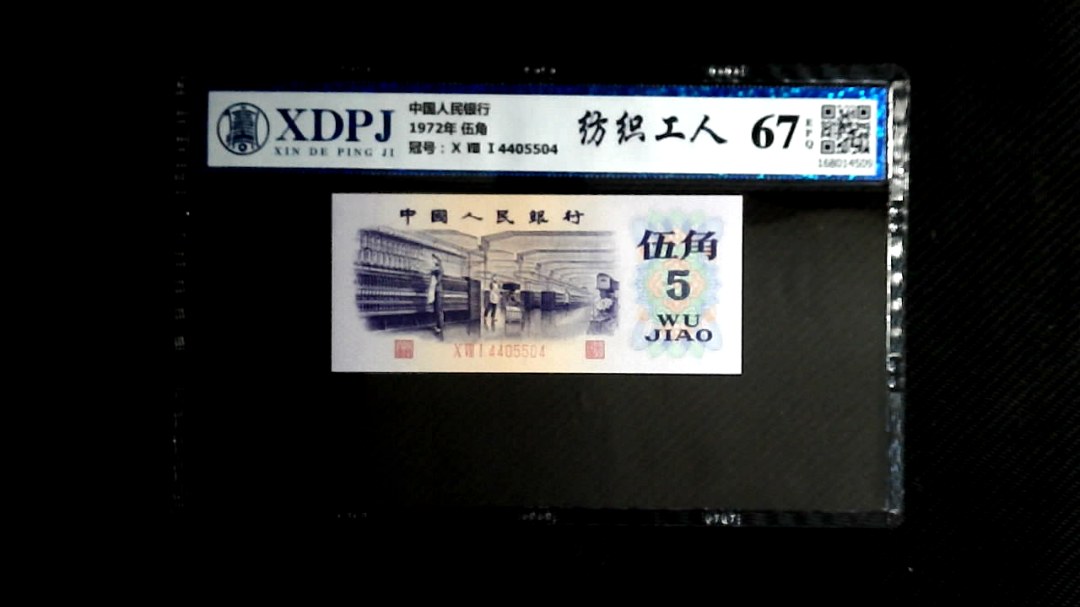 XDPJ
XIN DE PING JI
中国人民银行
1972年 伍角
冠号：X Ⅷ Ⅰ 4405504
纺织工人
67
EPQ
168014509
中國人民銀行
伍角
5
WU
JIAO
X Ⅷ Ⅰ 4405504